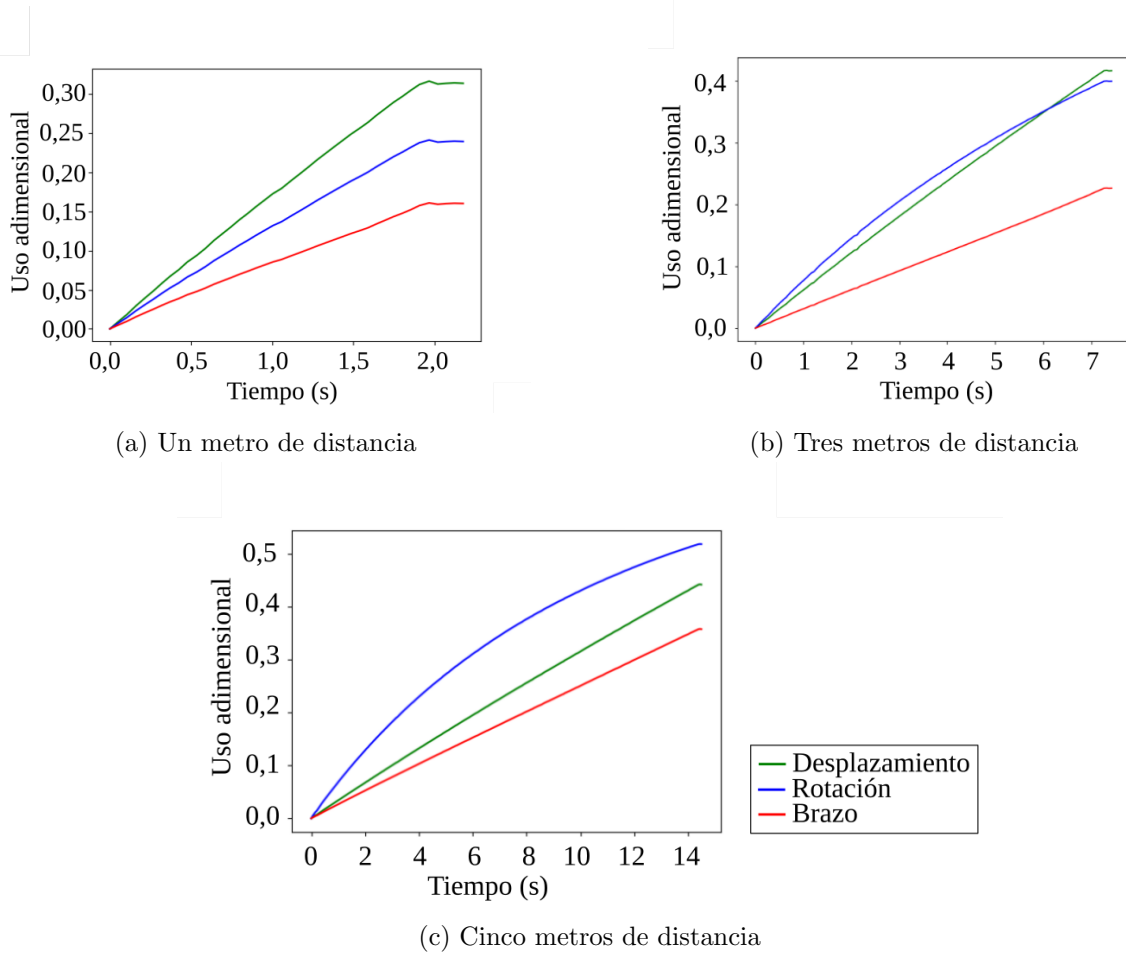 Uso adimensional
0,30
0,25
0,20
0,15
0,10
0,05
0,00
0,0 0,5 1,0 1,5 2,0
Tiempo (s)
(a) Un metro de distancia
Uso adimensional
0,4
0,3
0,2
0,1
0,0
0 1 2 3 4 5 6 7
Tiempo (s)
(b) Tres metros de distancia
Uso adimensional
0,5
0,4
0,3
0,2
0,1
0,0
0 2 4 6 8 10 12 14
Tiempo (s)
Desplazamiento
Rotación
Brazo
(c) Cinco metros de distancia